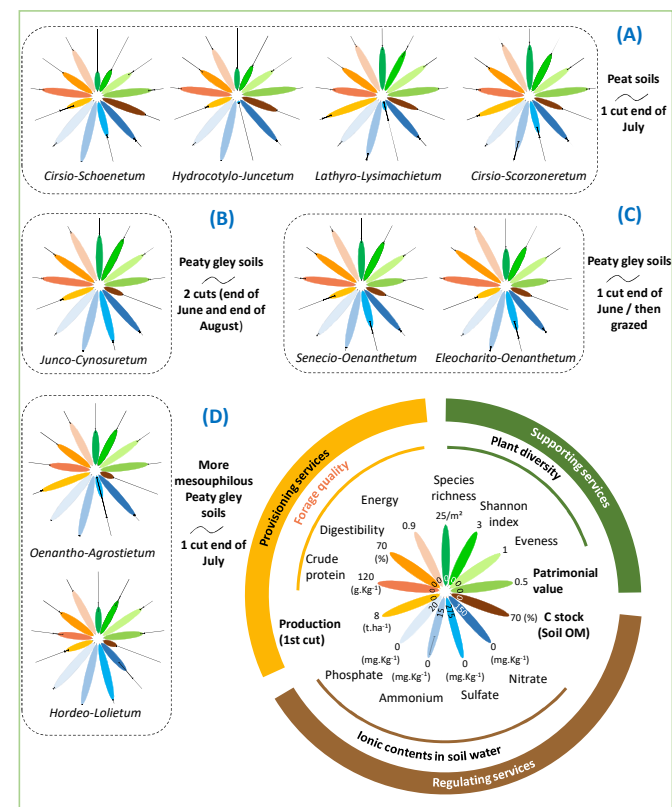 (A)
Peat soils
1 cut end of
July
Cirsio-Schoenetum
Hydrocotylo-Juncetum
Lathyro-Lysimachietum
Cirsio-Scorzoneretum
(B)
Peaty gley soils
2 cuts (end of
June and end of
August)
Junco-Cynosuretum
(C)
Peaty gley soils
1 cut end of
June / then
grazed
Senecio-Oenanthetum
Eleocharito-Oenanthetum
(D)
More
mesouphilous
Peaty gley
soils
1 cut end of
July
Oenantho-Agrostietum
Hordeo-Lolietum
Provisioning services
Forage quality
Supporting services
Plant diversity
Energy
0.9
Species
richness
25/m²
Shannon
index
3
Digestibility
70
(%)
Eveness
1
Crude
protein
120
(g.Kg⁻¹)
Patrimonial
value
0.5
Production
(1st cut)
8
(t.ha⁻¹)
70 (%)
C stock
(Soil OM)
0
(mg.Kg⁻¹)
Phosphate
0
(mg.Kg⁻¹)
Ammonium
0
(mg.Kg⁻¹)
Sulfate
0
(mg.Kg⁻¹)
Nitrate
20
15
Ionic contents in soil water
Regulating services